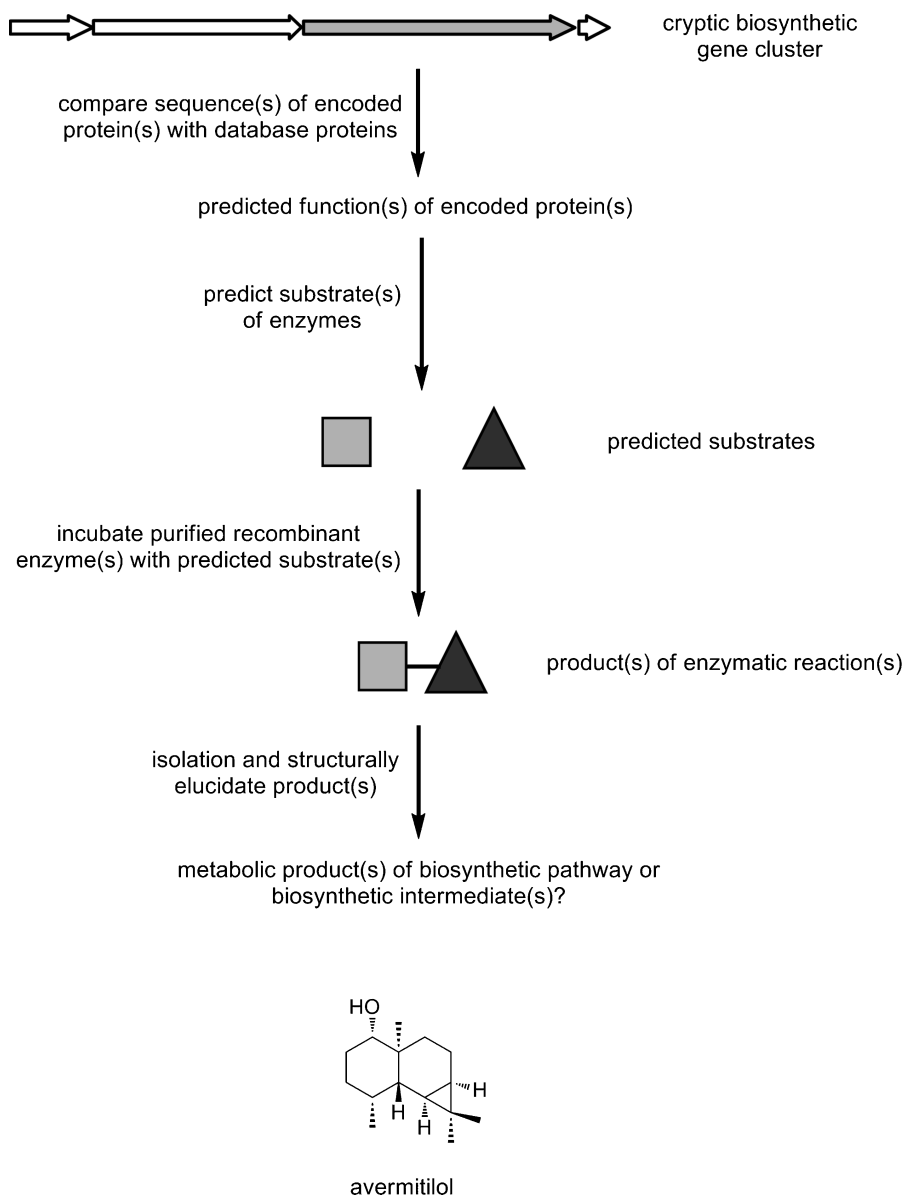 cryptic biosynthetic
gene cluster
compare sequence(s) of encoded
protein(s) with database proteins
predicted function(s) of encoded protein(s)
predict substrate(s)
of enzymes
predicted substrates
incubate purified recombinant
enzyme(s) with predicted substrate(s)
product(s) of enzymatic reaction(s)
isolation and structurally
elucidate product(s)
metabolic product(s) of biosynthetic pathway or
biosynthetic intermediate(s)?
HO
H
H
H
avermitilol